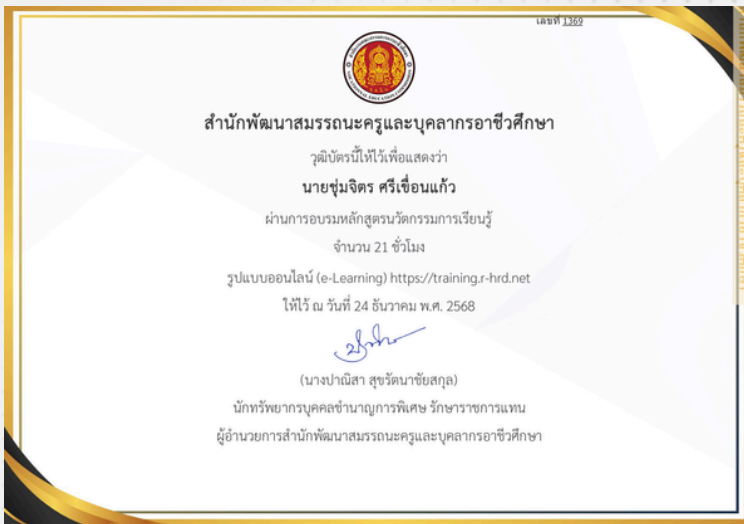 เลขที่ 1369
สำนักพัฒนาสมรรถนะครูและบุคลากรอาชีวศึกษา
วุฒิบัตรนี้ให้ไว้เพื่อแสดงว่า
นายชุ่มจิตร ศรีเขื่อนแก้ว
ผ่านการอบรมหลักสูตรนวัตกรรมการเรียนรู้
จำนวน 21 ชั่วโมง
รูปแบบออนไลน์ (e-Learning) https://training.r-hrd.net
ให้ไว้ ณ วันที่ 24 ธันวาคม พ.ศ. 2568
(นางปาณิสา สุขรัตนาชัยสกุล)
นักทรัพยากรบุคคลชำนาญการพิเศษ รักษาราชการแทน
ผู้อำนวยการสำนักพัฒนาสมรรถนะครูและบุคลากรอาชีวศึกษา